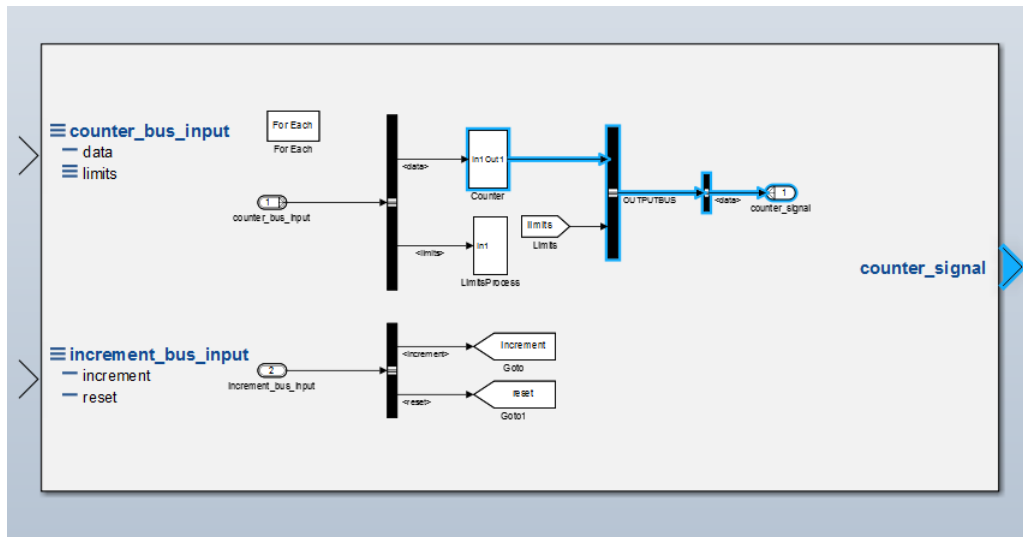 counter_bus_input
data
limits
For Each
For Each
1
counter_bus_input
<data>
In1 Out1
Counter
<limits>
In1
LimitsProcess
limits
Limits
OUTPUTBUS
<data>
1
counter_signal
counter_signal
increment_bus_input
increment
reset
2
increment_bus_input
<increment>
increment
Goto
<reset>
reset
Goto1